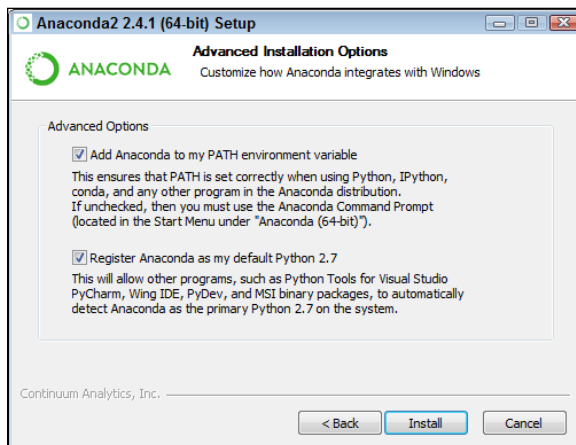 Anaconda2 2.4.1 (64-bit) Setup
ANACONDA
Advanced Installation Options
Customize how Anaconda integrates with Windows
Advanced Options
Add Anaconda to my PATH environment variable
This ensures that PATH is set correctly when using Python, IPython,
conda, and any other program in the Anaconda distribution.
If unchecked, then you must use the Anaconda Command Prompt
(located in the Start Menu under "Anaconda (64-bit)").
Register Anaconda as my default Python 2.7
This will allow other programs, such as Python Tools for Visual Studio
PyCharm, Wing IDE, PyDev, and MSI binary packages, to automatically
detect Anaconda as the primary Python 2.7 on the system.
Continuum Analytics, Inc.
< Back
Install
Cancel